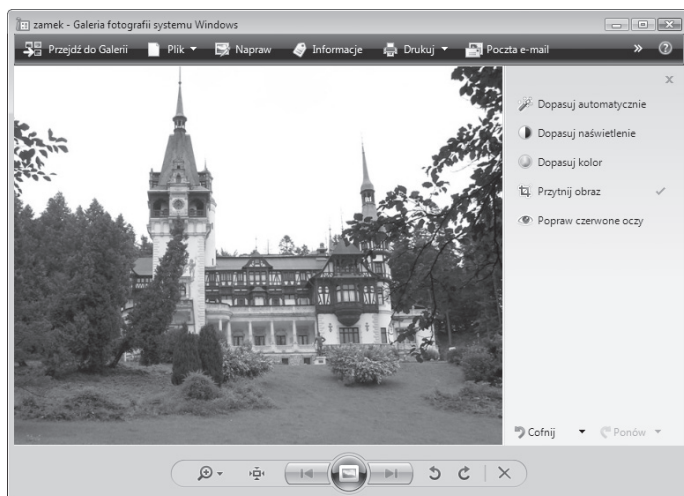 zamek - Galeria fotografii systemu Windows
Przejdź do Galerii Plik Napraw Informacje Drukuj Poczta e-mail »
Dopasuj automatycznie
Dopasuj naświetlenie
Dopasuj kolor
Przytnij obraz
Popraw czerwone oczy
Cofnij Ponów